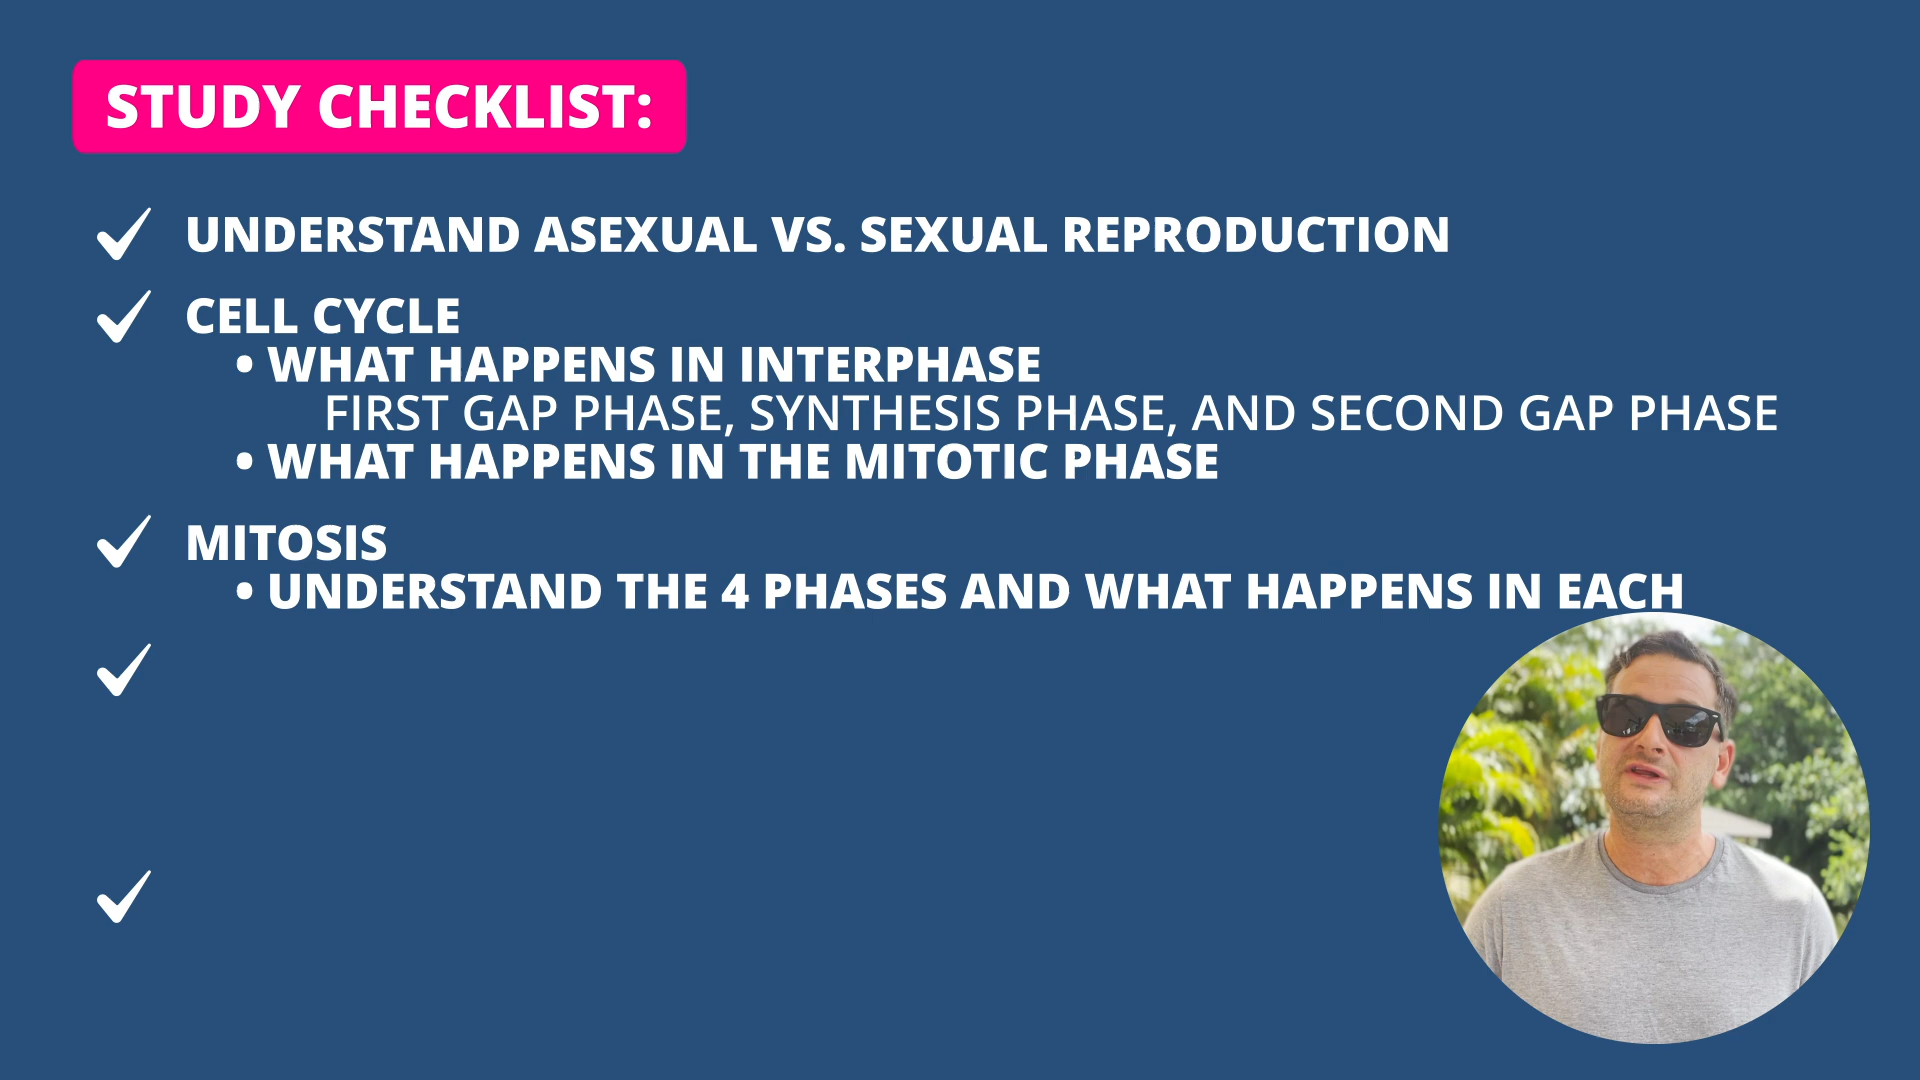 STUDY CHECKLIST:
UNDERSTAND ASEXUAL VS. SEXUAL REPRODUCTION
CELL CYCLE
• WHAT HAPPENS IN INTERPHASE
FIRST GAP PHASE, SYNTHESIS PHASE, AND SECOND GAP PHASE
• WHAT HAPPENS IN THE MITOTIC PHASE
MITOSIS
• UNDERSTAND THE 4 PHASES AND WHAT HAPPENS IN EACH